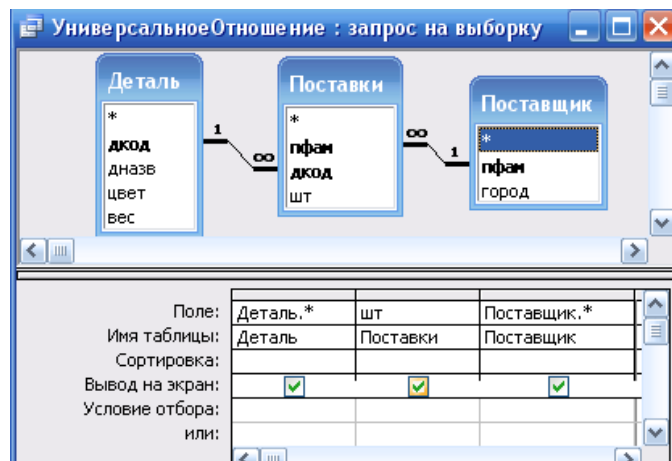 УниверсальноеОтношение : запрос на выборку
Деталь
*
дкод
дназв
цвет
вес
1
∞
Поставки
*
пфам
дкод
шт
∞
1
Поставщик
*
пфам
город
Поле: Деталь.* шт Поставщик.*
Имя таблицы: Деталь Поставки Поставщик
Сортировка:
Вывод на экран:
Условие отбора:
или: